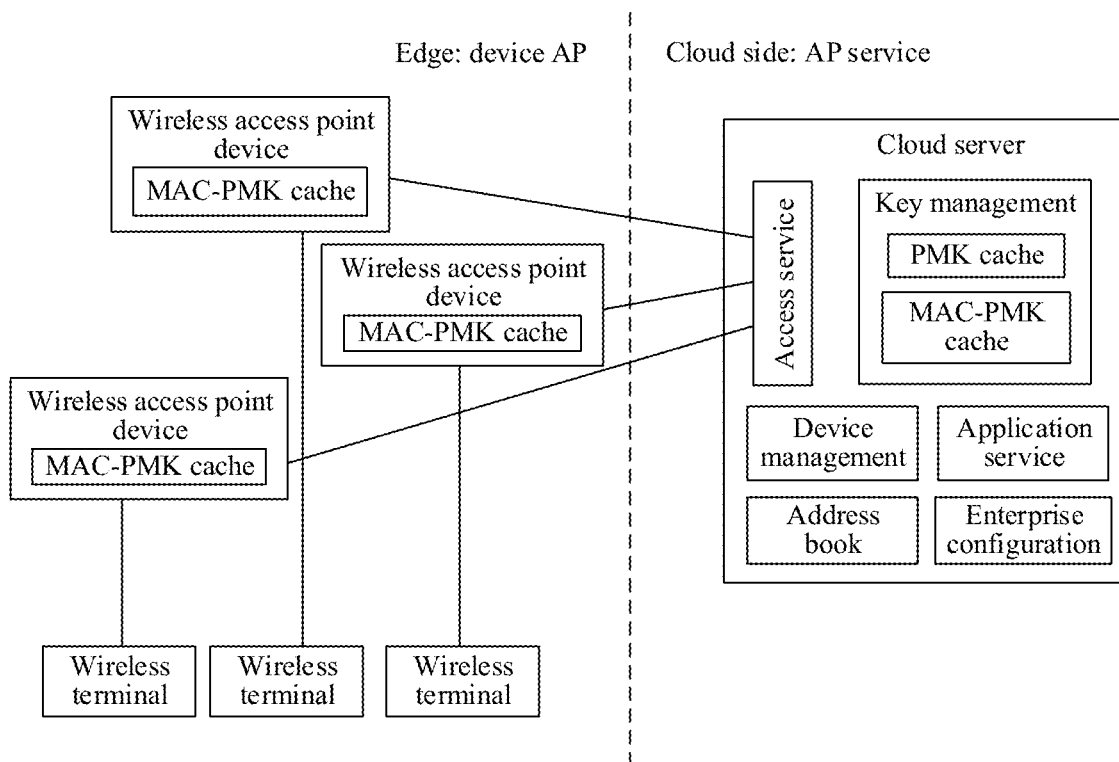 Edge: device AP
Cloud side: AP service
Wireless access point
device
MAC-PMK cache
Wireless access point
device
MAC-PMK cache
Wireless access point
device
MAC-PMK cache
Wireless
terminal
Wireless
terminal
Wireless
terminal
Cloud server
Access service
Key management
PMK cache
MAC-PMK
cache
Device
management
Application
service
Address
book
Enterprise
configuration